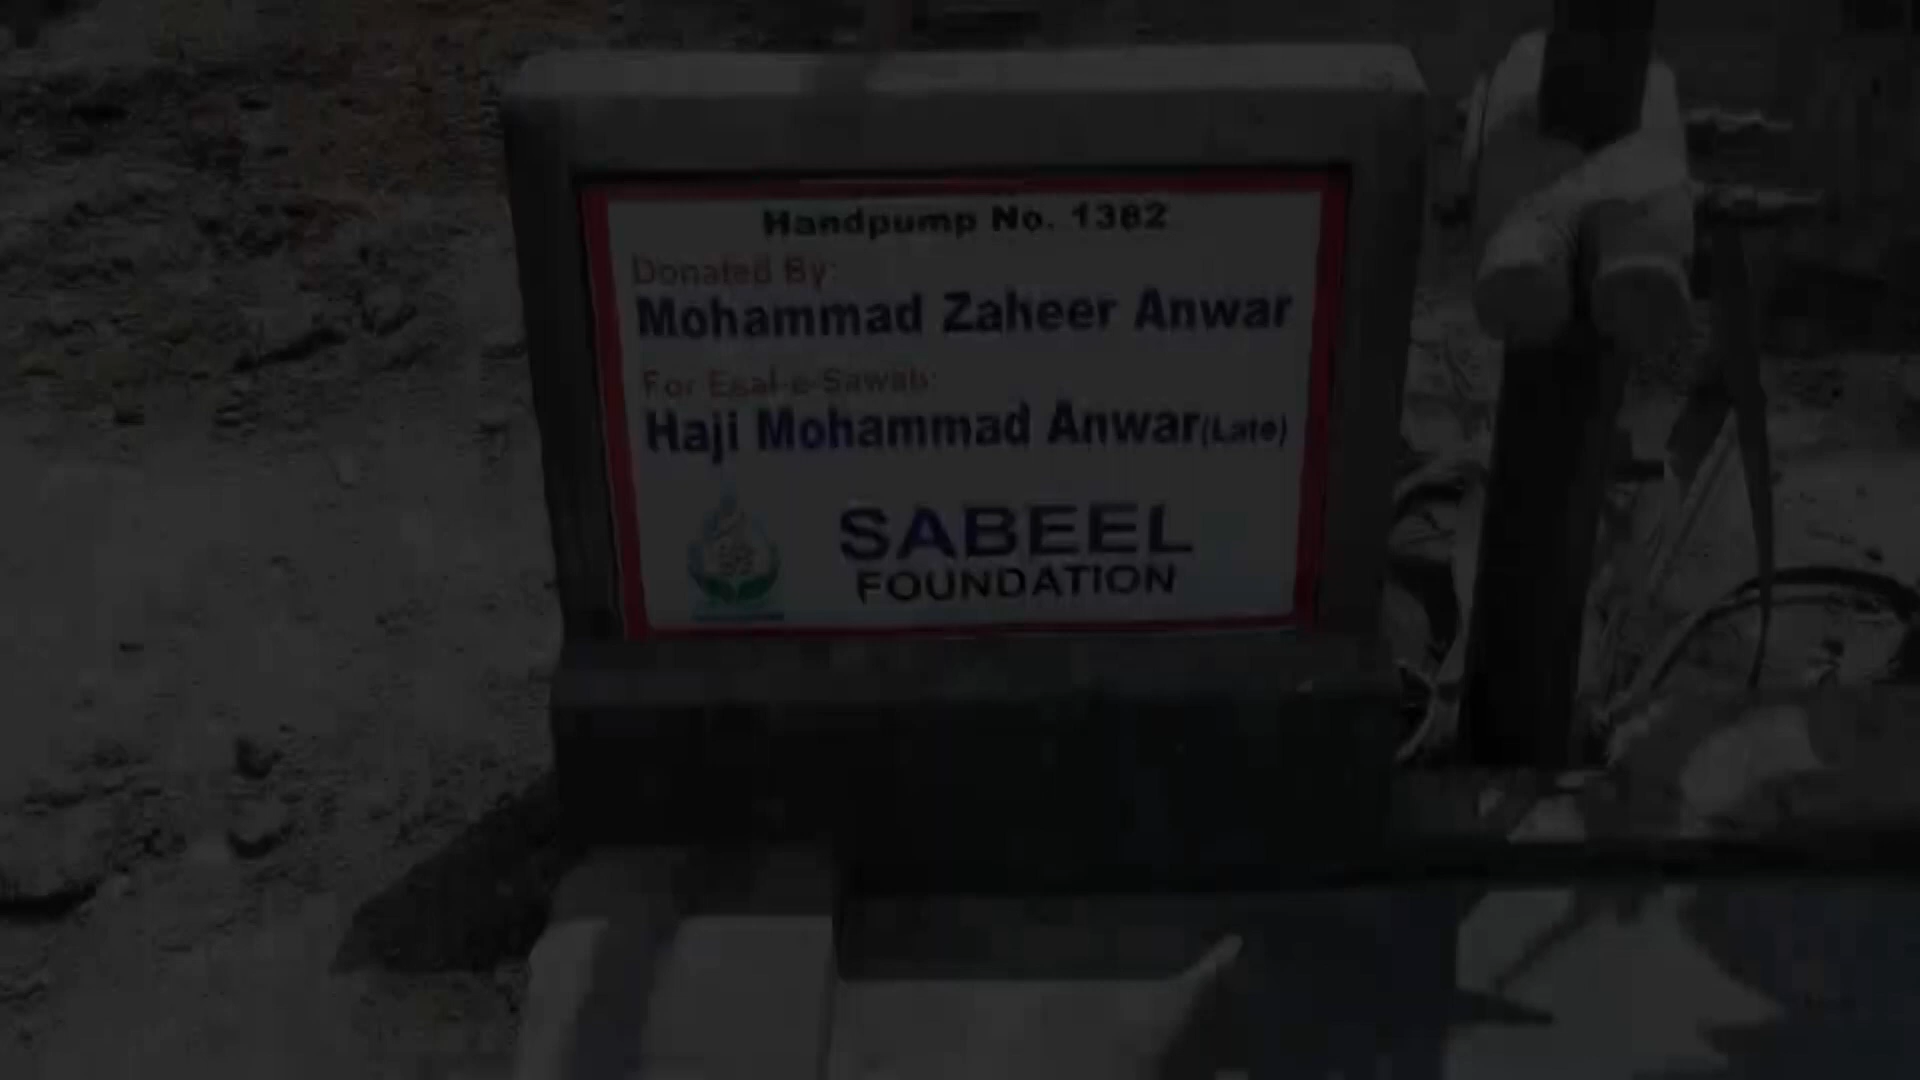 Handpump No. 1382
Donated By:
Mohammad Zaheer Anwar
For Esal-e-Sawab:
Haji Mohammad Anwar(Late)
SABEEL
FOUNDATION